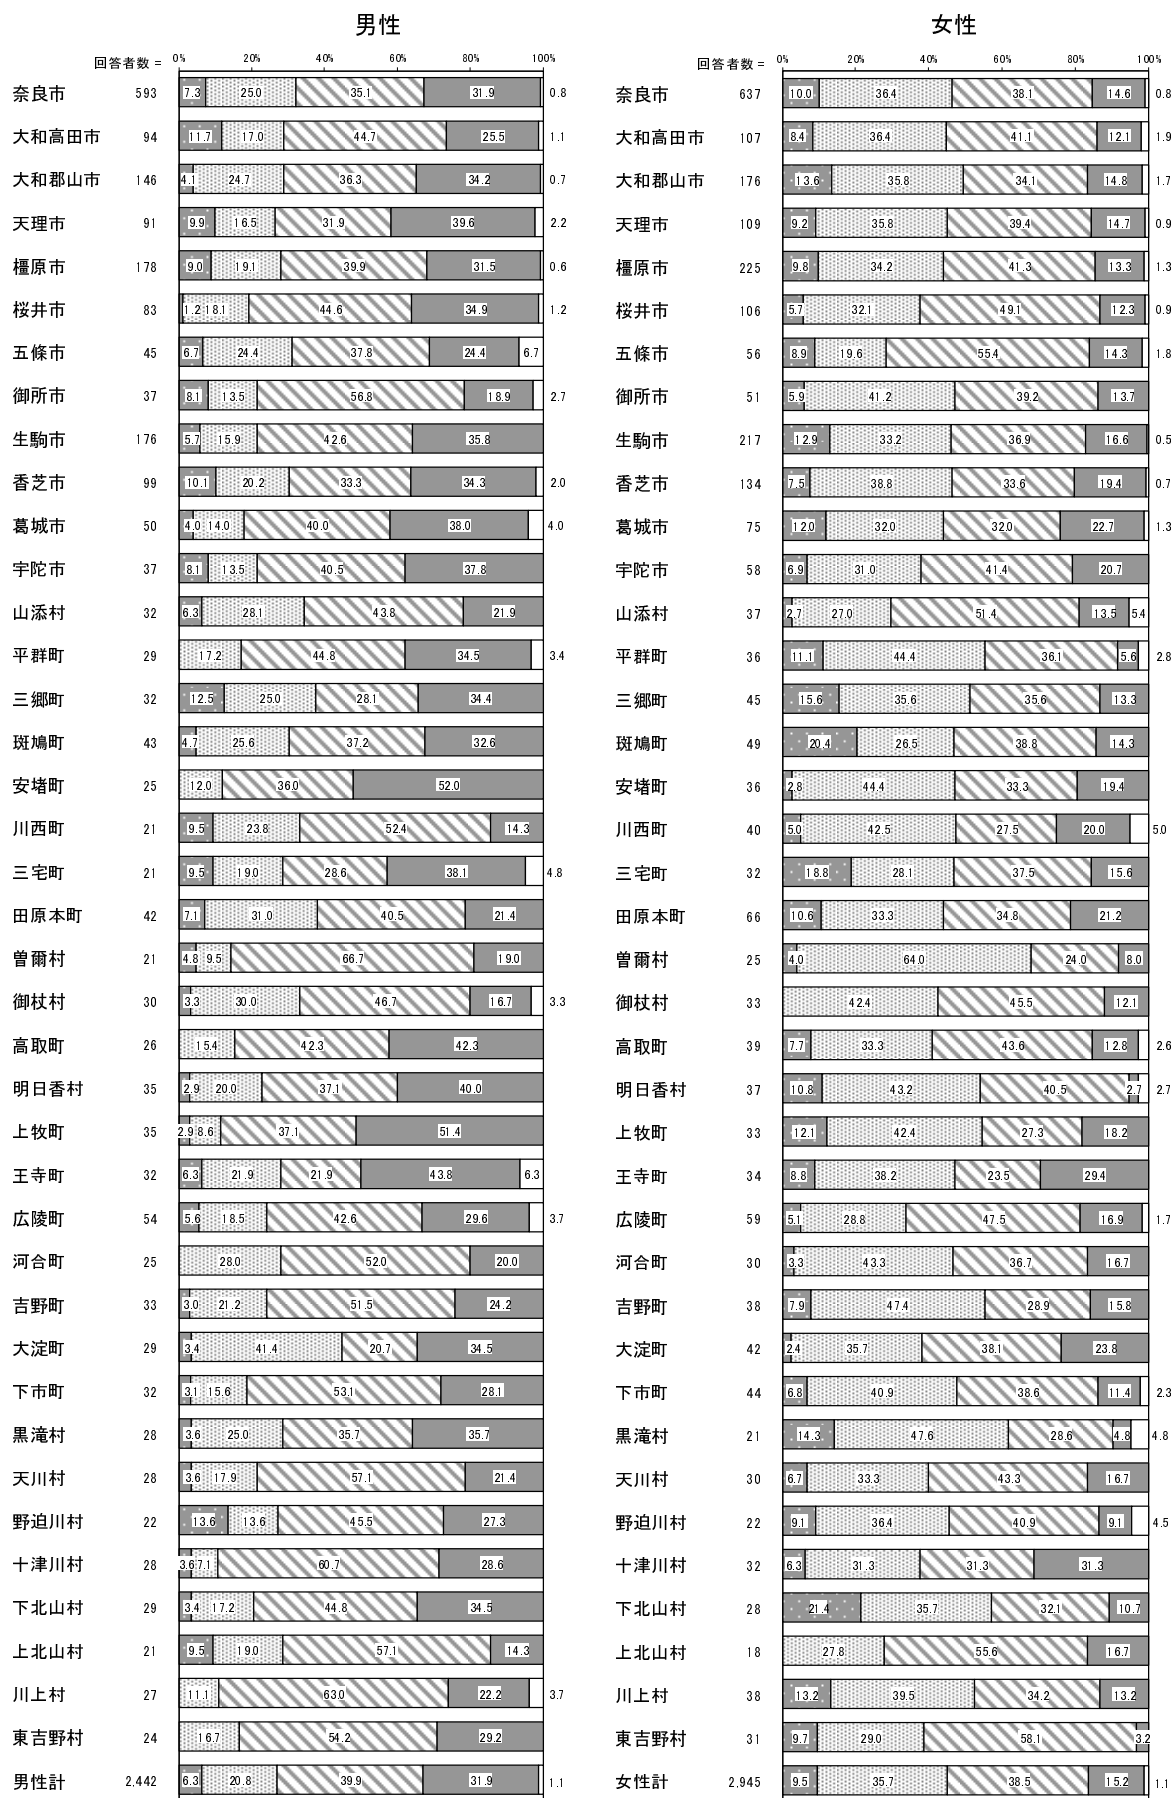 男性
回答者数 = 0% 20% 40% 60% 80% 100%
奈良市 593 7.3 25.0 35.1 31.9 0.8
大和高田市 94 11.7 17.0 44.7 25.5 1.1
大和郡山市 146 4.1 24.7 36.3 34.2 0.7
天理市 91 9.9 16.5 31.9 39.6 2.2
橿原市 178 9.0 19.1 39.9 31.5 0.6
桜井市 83 1.2 18.1 44.6 34.9 1.2
五條市 45 6.7 24.4 37.8 24.4 6.7
御所市 37 8.1 13.5 56.8 18.9 2.7
生駒市 176 5.7 15.9 42.6 35.8
香芝市 99 10.1 20.2 33.3 34.3 2.0
葛城市 50 4.0 14.0 40.0 38.0 4.0
宇陀市 37 8.1 13.5 40.5 37.8
山添村 32 6.3 28.1 43.8 21.9
平群町 29 17.2 44.8 34.5 3.4
三郷町 32 12.5 25.0 28.1 34.4
斑鳩町 43 4.7 25.6 37.2 32.6
安堵町 25 12.0 36.0 52.0
川西町 21 9.5 23.8 52.4 14.3
三宅町 21 9.5 19.0 28.6 38.1 4.8
田原本町 42 7.1 31.0 40.5 21.4
曽爾村 21 4.8 9.5 66.7 19.0
御杖村 30 3.3 30.0 46.7 16.7 3.3
高取町 26 15.4 42.3 42.3
明日香村 35 2.9 20.0 37.1 40.0
上牧町 35 2.9 8.6 37.1 51.4
王寺町 32 6.3 21.9 21.9 43.8 6.3
広陵町 54 5.6 18.5 42.6 29.6 3.7
河合町 25 28.0 52.0 20.0
吉野町 33 3.0 21.2 51.5 24.2
大淀町 29 3.4 41.4 20.7 34.5
下市町 32 3.1 15.6 53.1 28.1
黒滝村 28 3.6 25.0 35.7 35.7
天川村 28 3.6 17.9 57.1 21.4
野迫川村 22 13.6 13.6 45.5 27.3
十津川村 28 3.6 7.1 60.7 28.6
下北山村 29 3.4 17.2 44.8 34.5
上北山村 21 9.5 19.0 57.1 14.3
川上村 27 11.1 63.0 22.2 3.7
東吉野村 24 16.7 54.2 29.2
男性計 2,442 6.3 20.8 39.9 31.9 1.1
女性
回答者数 = 0% 20% 40% 60% 80% 100%
奈良市 637 10.0 36.4 38.1 14.6 0.8
大和高田市 107 8.4 36.4 41.1 12.1 1.9
大和郡山市 176 13.6 35.8 34.1 14.8 1.7
天理市 109 9.2 35.8 39.4 14.7 0.9
橿原市 225 9.8 34.2 41.3 13.3 1.3
桜井市 106 5.7 32.1 49.1 12.3 0.9
五條市 56 8.9 19.6 55.4 14.3 1.8
御所市 51 5.9 41.2 39.2 13.7
生駒市 217 12.9 33.2 36.9 16.6 0.5
香芝市 134 7.5 38.8 33.6 19.4 0.7
葛城市 75 12.0 32.0 32.0 22.7 1.3
宇陀市 58 6.9 31.0 41.4 20.7
山添村 37 2.7 27.0 51.4 13.5 5.4
平群町 36 11.1 44.4 36.1 5.6 2.8
三郷町 45 15.6 35.6 35.6 13.3
斑鳩町 49 20.4 26.5 38.8 14.3
安堵町 36 2.8 44.4 33.3 19.4
川西町 40 5.0 42.5 27.5 20.0 5.0
三宅町 32 18.8 28.1 37.5 15.6
田原本町 66 10.6 33.3 34.8 21.2
曽爾村 25 4.0 64.0 24.0 8.0
御杖村 33 42.4 45.5 12.1
高取町 39 7.7 33.3 43.6 12.8 2.6
明日香村 37 10.8 43.2 40.5 2.7 2.7
上牧町 33 12.1 42.4 27.3 18.2
王寺町 34 8.8 38.2 23.5 29.4
広陵町 59 5.1 28.8 47.5 16.9 1.7
河合町 30 3.3 43.3 36.7 16.7
吉野町 38 7.9 47.4 28.9 15.8
大淀町 42 2.4 35.7 38.1 23.8
下市町 44 6.8 40.9 38.6 11.4 2.3
黒滝村 21 14.3 47.6 28.6 4.8 4.8
天川村 30 6.7 33.3 43.3 16.7
野迫川村 22 9.1 36.4 40.9 9.1 4.5
十津川村 32 6.3 31.3 31.3 31.3
下北山村 28 21.4 35.7 32.1 10.7
上北山村 18 27.8 55.6 16.7
川上村 38 13.2 39.5 34.2 13.2
東吉野村 31 9.7 29.0 58.1 3.2
女性計 2,945 9.5 35.7 38.5 15.2 1.1